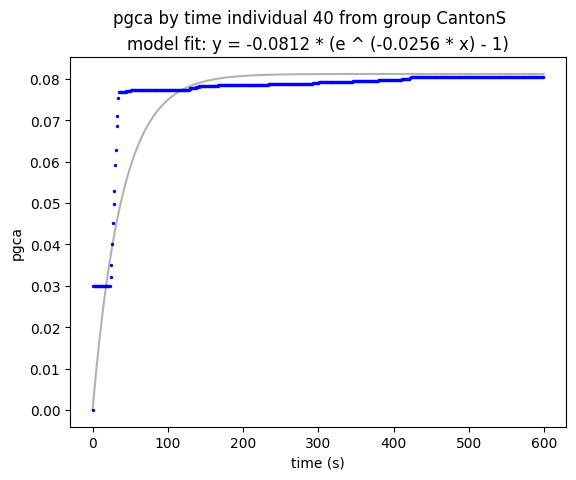 pgca by time individual 40 from group CantonS
model fit: y = -0.0812 * (e ^ (-0.0256 * x) - 1)
0.08
0.07
0.06
0.05
0.04
0.03
0.02
0.01
0.00
pgca
0 100 200 300 400 500 600
time (s)